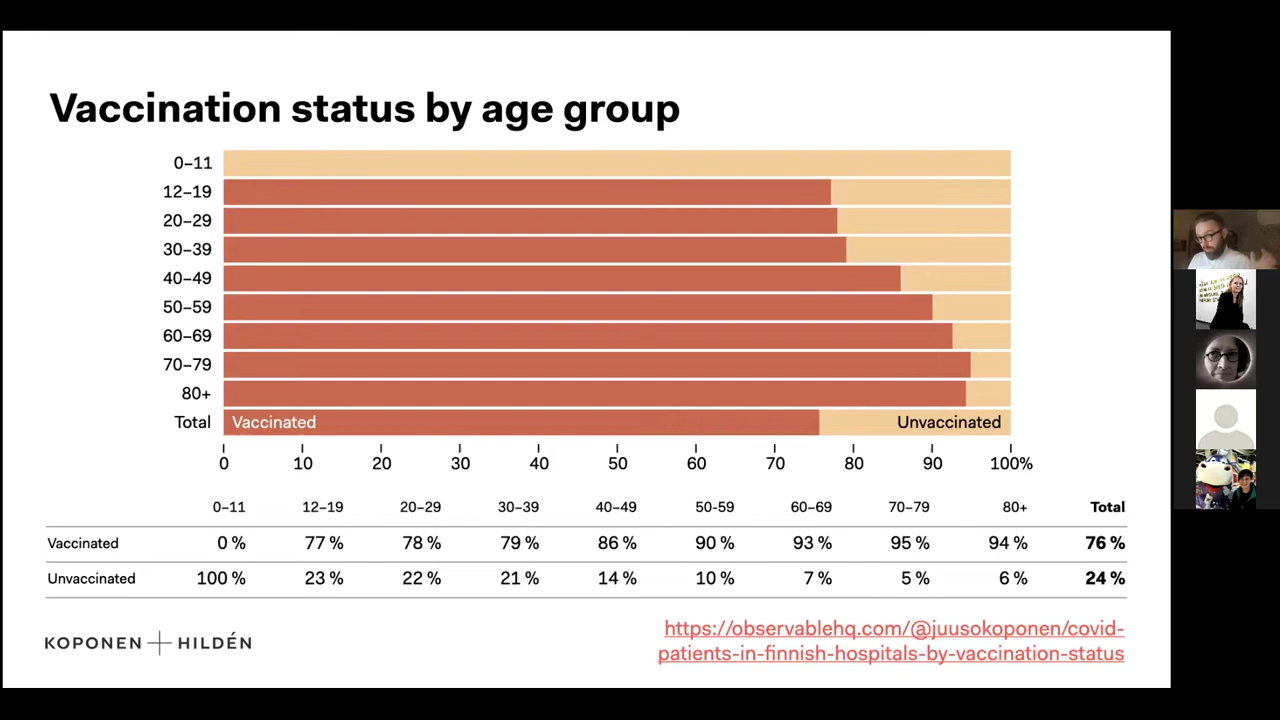 Vaccination status by age group
0–11
12–19
20–29
30–39
40–49
50–59
60–69
70–79
80+
Total Vaccinated Unvaccinated
0 10 20 30 40 50 60 70 80 90 100%
0–11 12–19 20–29 30–39 40–49 50-59 60–69 70–79 80+ Total
Vaccinated 0 % 77 % 78 % 79 % 86 % 90 % 93 % 95 % 94 % 76 %
Unvaccinated 100 % 23 % 22 % 21 % 14 % 10 % 7 % 5 % 6 % 24 %
https://observablehq.com/@juusokoponen/covid-
patients-in-finnish-hospitals-by-vaccination-status
KOPONEN HILDÉN